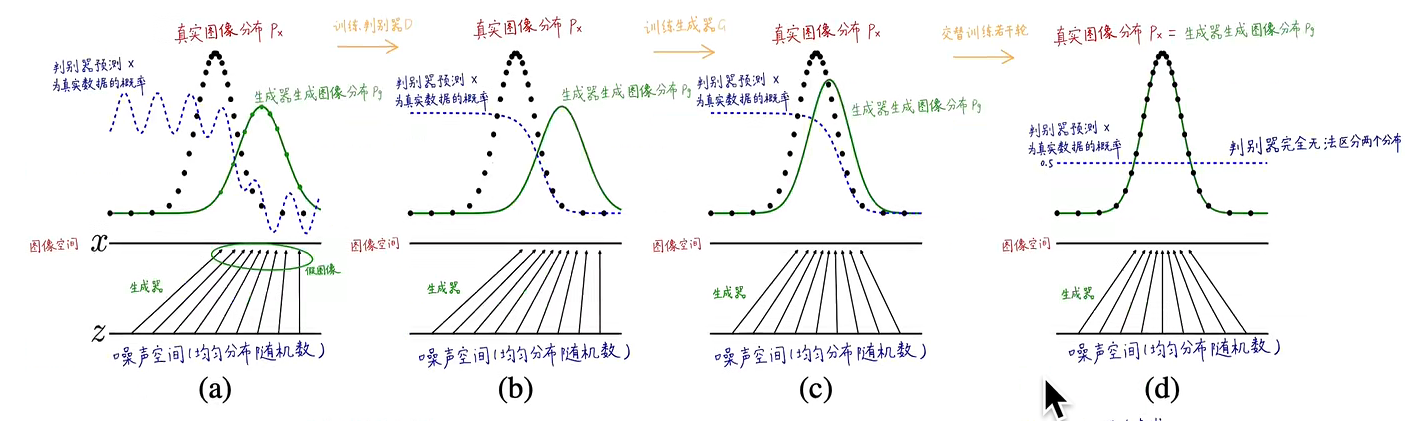 真实图像分布 Px
训练判别器D
真实图像分布 Px
训练生成器G
真实图像分布 Px
交替训练若干轮
真实图像分布 Px = 生成器生成图像分布 Pg
判别器预测 x
为真实数据的概率
生成器生成图像分布 Pg
判别器预测 x
为真实数据的概率
生成器生成图像分布 Pg
判别器预测 x
为真实数据的概率
生成器生成图像分布 Pg
判别器预测 x
为真实数据的概率
0.5
判别器完全无法区分两个分布
图像空间
x
图像空间
图像空间
图像空间
生成器
假图像
生成器
生成器
生成器
z
噪声空间(均匀分布随机数)
噪声空间(均匀分布随机数)
噪声空间(均匀分布随机数)
噪声空间(均匀分布随机数)
(a)
(b)
(c)
(d)